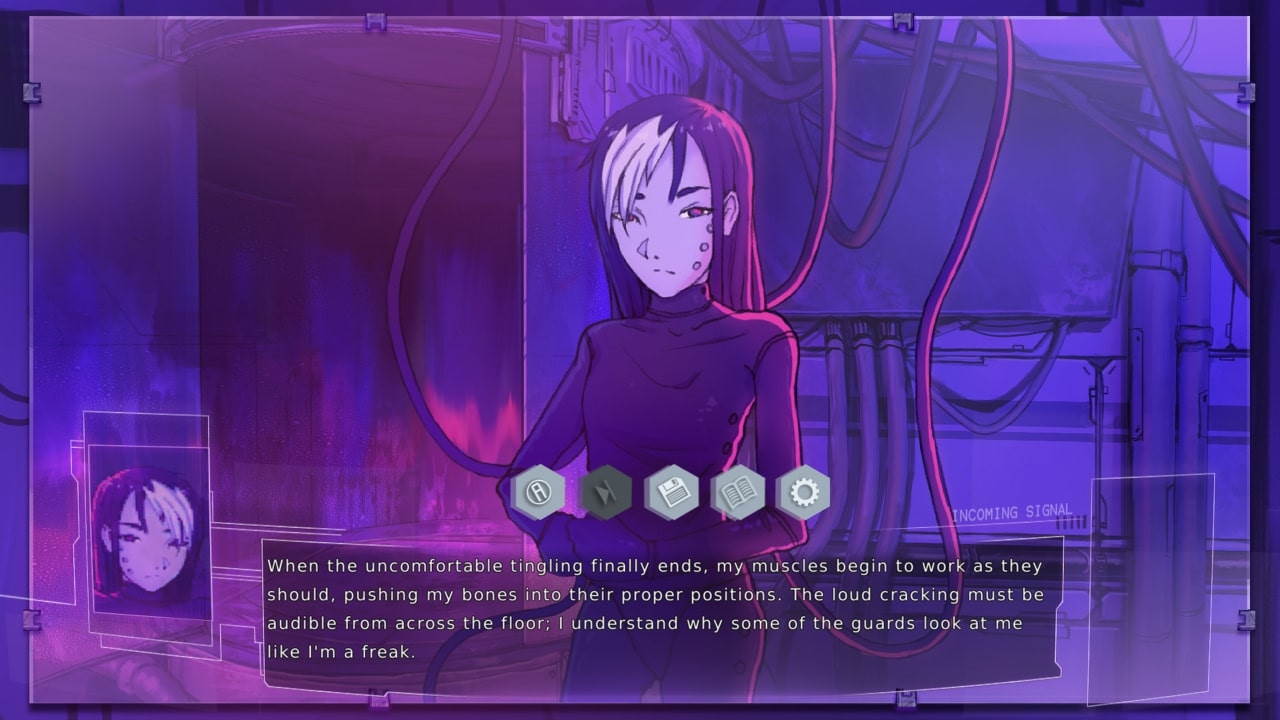 INCOMING SIGNAL
When the uncomfortable tingling finally ends, my muscles begin to work as they
should, pushing my bones into their proper positions. The loud cracking must be
audible from across the floor; I understand why some of the guards look at me
like I'm a freak.